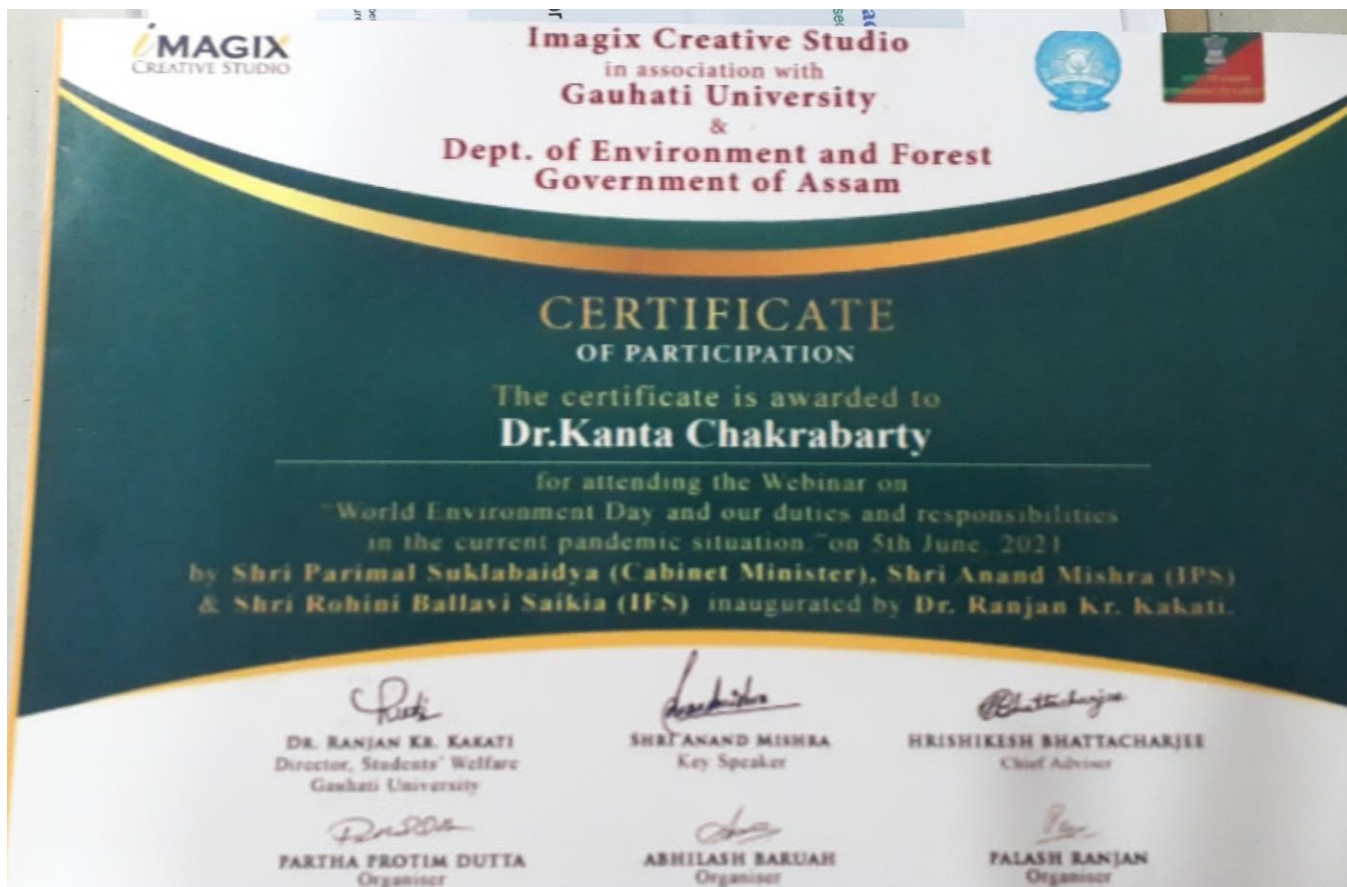 iMAGIX
CREATIVE STUDIO
Imagix Creative Studio
in association with
Gauhati University
&
Dept. of Environment and Forest
Government of Assam
CERTIFICATE
OF PARTICIPATION
The certificate is awarded to
Dr.Kanta Chakrabarty
for attending the Webinar on
"World Environment Day and our duties and responsibilities
in the current pandemic situation."on 5th June, 2021
by Shri Parimal Suklabaidya (Cabinet Minister), Shri Anand Mishra (IPS)
& Shri Rohini Ballavi Saikia (IFS) inaugurated by Dr. Ranjan Kr. Kakati.
DR. RANJAN KR. KAKATI
Director, Students' Welfare
Gauhati University
SHRI ANAND MISHRA
Key Speaker
HRISHIKESH BHATTACHARJEE
Chief Adviser
PARTHA PROTIM DUTTA
Organiser
ABHILASH BARUAH
Organiser
PALASH RANJAN
Organiser